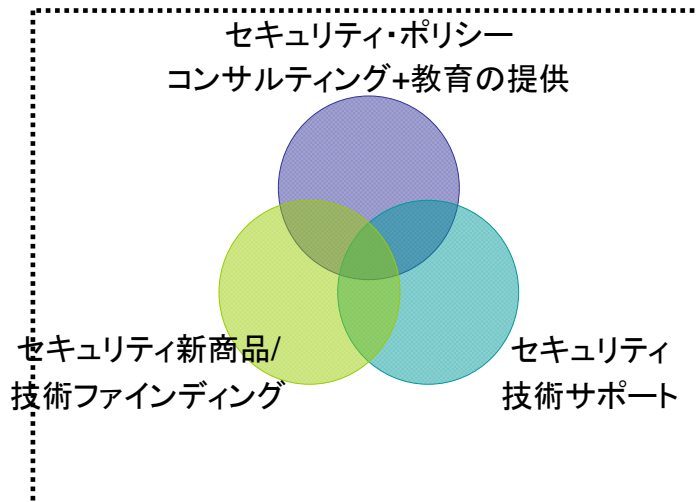 セキュリティ・ポリシー
コンサルティング+教育の提供
セキュリティ新商品/
技術ファインディング
セキュリティ
技術サポート